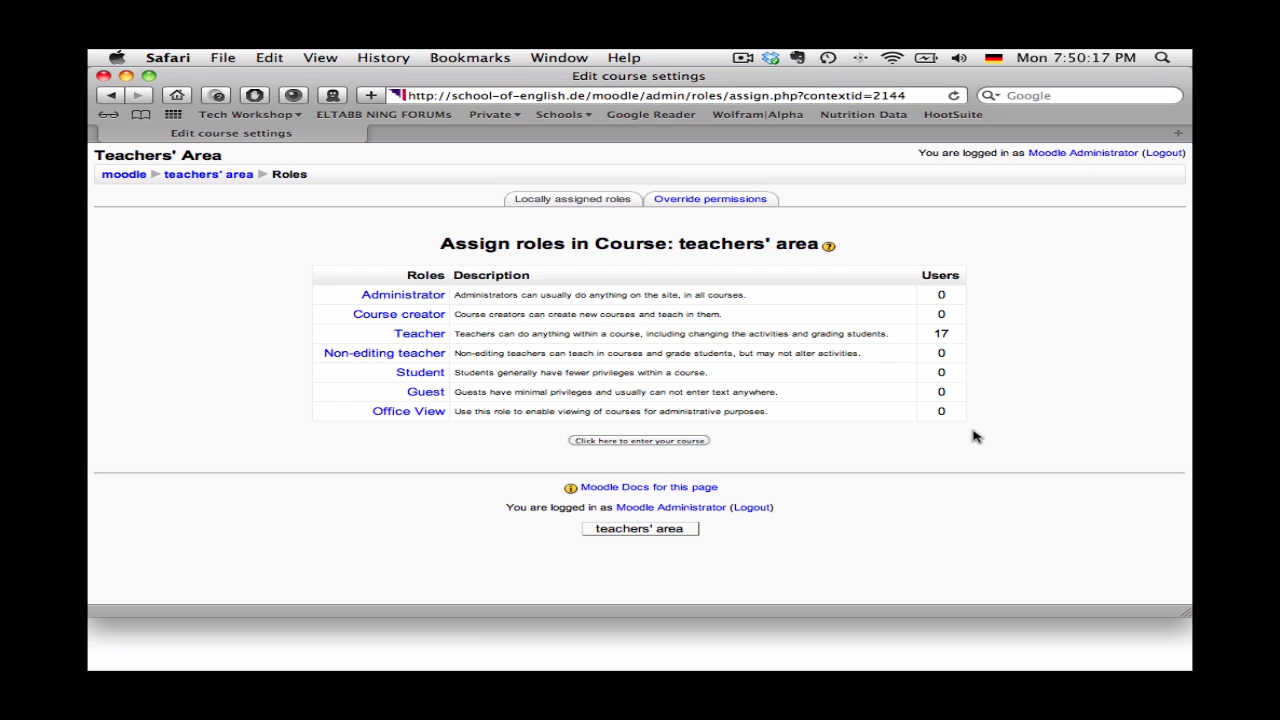 Safari File Edit View History Bookmarks Window Help Mon 7:50:17 PM
Edit course settings
http://school-of-english.de/moodle/admin/roles/assign.php?contextid=2144 Google
Tech Workshop ELTABB NING FORUMs Private Schools Google Reader Wolfram|Alpha Nutrition Data HootSuite
Edit course settings
Teachers' Area You are logged in as Moodle Administrator (Logout)
moodle teachers' area Roles
Locally assigned roles Override permissions
Assign roles in Course: teachers' area
Roles Description Users
Administrator Administrators can usually do anything on the site, in all courses. 0
Course creator Course creators can create new courses and teach in them. 0
Teacher Teachers can do anything within a course, including changing the activities and grading students. 17
Non-editing teacher Non-editing teachers can teach in courses and grade students, but may not alter activities. 0
Student Students generally have fewer privileges within a course. 0
Guest Guests have minimal privileges and usually can not enter text anywhere. 0
Office View Use this role to enable viewing of courses for administrative purposes. 0
Click here to enter your course
Moodle Docs for this page
You are logged in as Moodle Administrator (Logout)
teachers' area